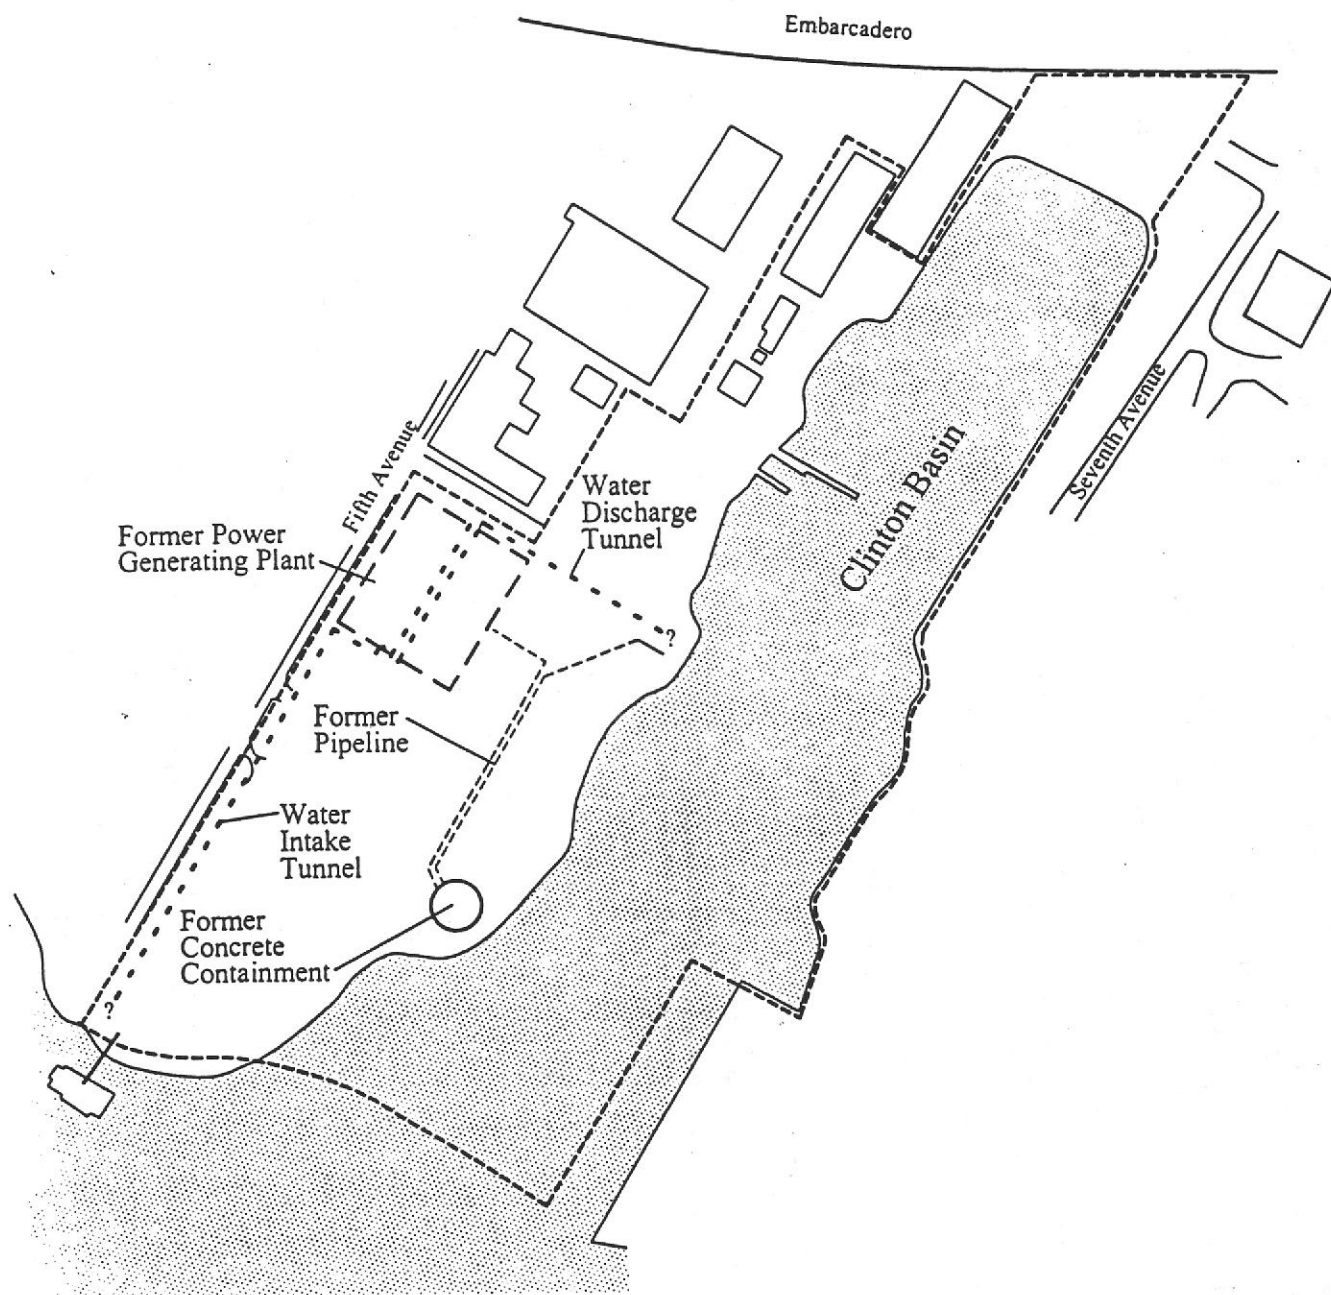 Embarcadero
Fifth Avenue
Water
Discharge
Tunnel
Former Power
Generating Plant
Clinton Basin
Seventh Avenue
?
Former
Pipeline
Water
Intake
Tunnel
Former
Concrete
Containment
?